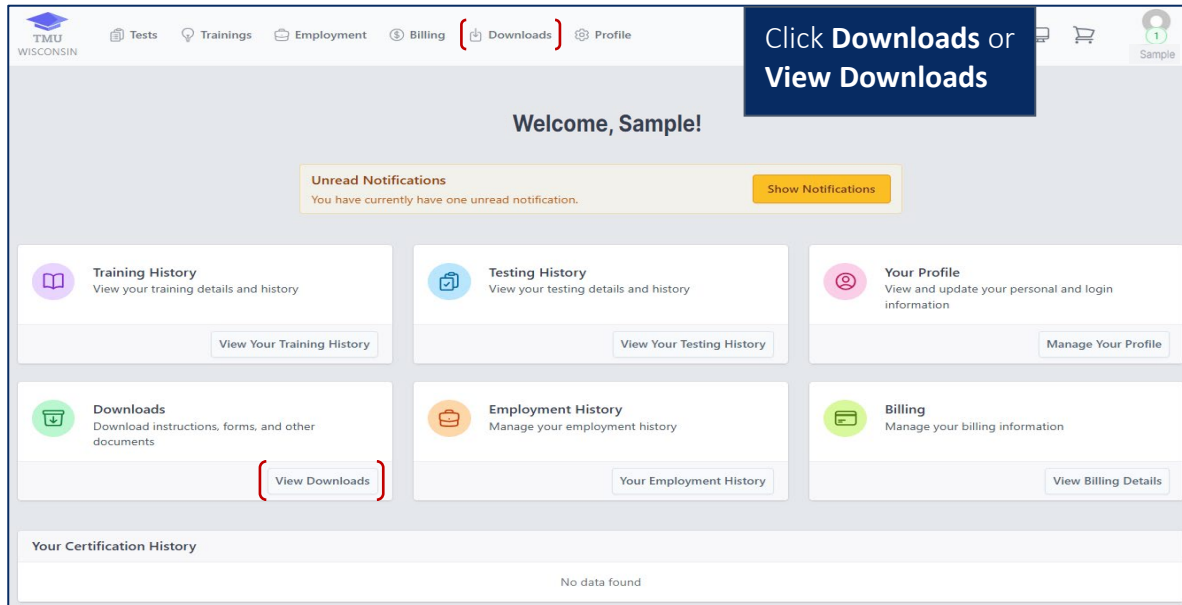 TMU
WISCONSIN
Tests
Trainings
Employment
Billing
Downloads
Profile
Click Downloads or
View Downloads
1
Sample
Welcome, Sample!
Unread Notifications
You have currently have one unread notification.
Show Notifications
Training History
View your training details and history
View Your Training History
Testing History
View your testing details and history
View Your Testing History
Your Profile
View and update your personal and login
information
Manage Your Profile
Downloads
Download instructions, forms, and other
documents
View Downloads
Employment History
Manage your employment history
Your Employment History
Billing
Manage your billing information
View Billing Details
Your Certification History
No data found